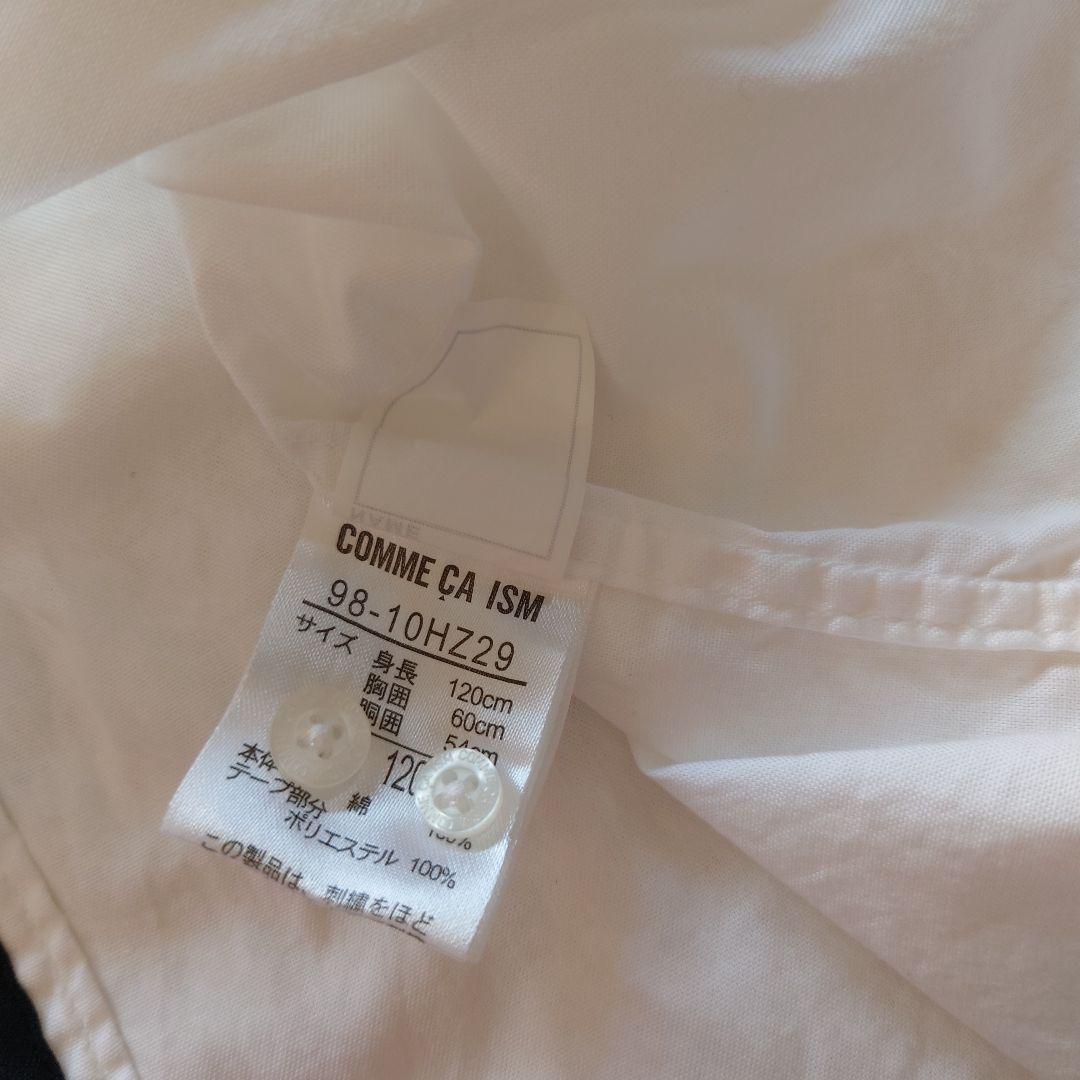 NAME
COMME ÇA ISM
98-10HZ29
サイズ
身長 120cm
胸囲 60cm
胴囲 54cm
120
本体
綿
テープ部分
ポリエステル 100%
この製品は、刺繍をほど